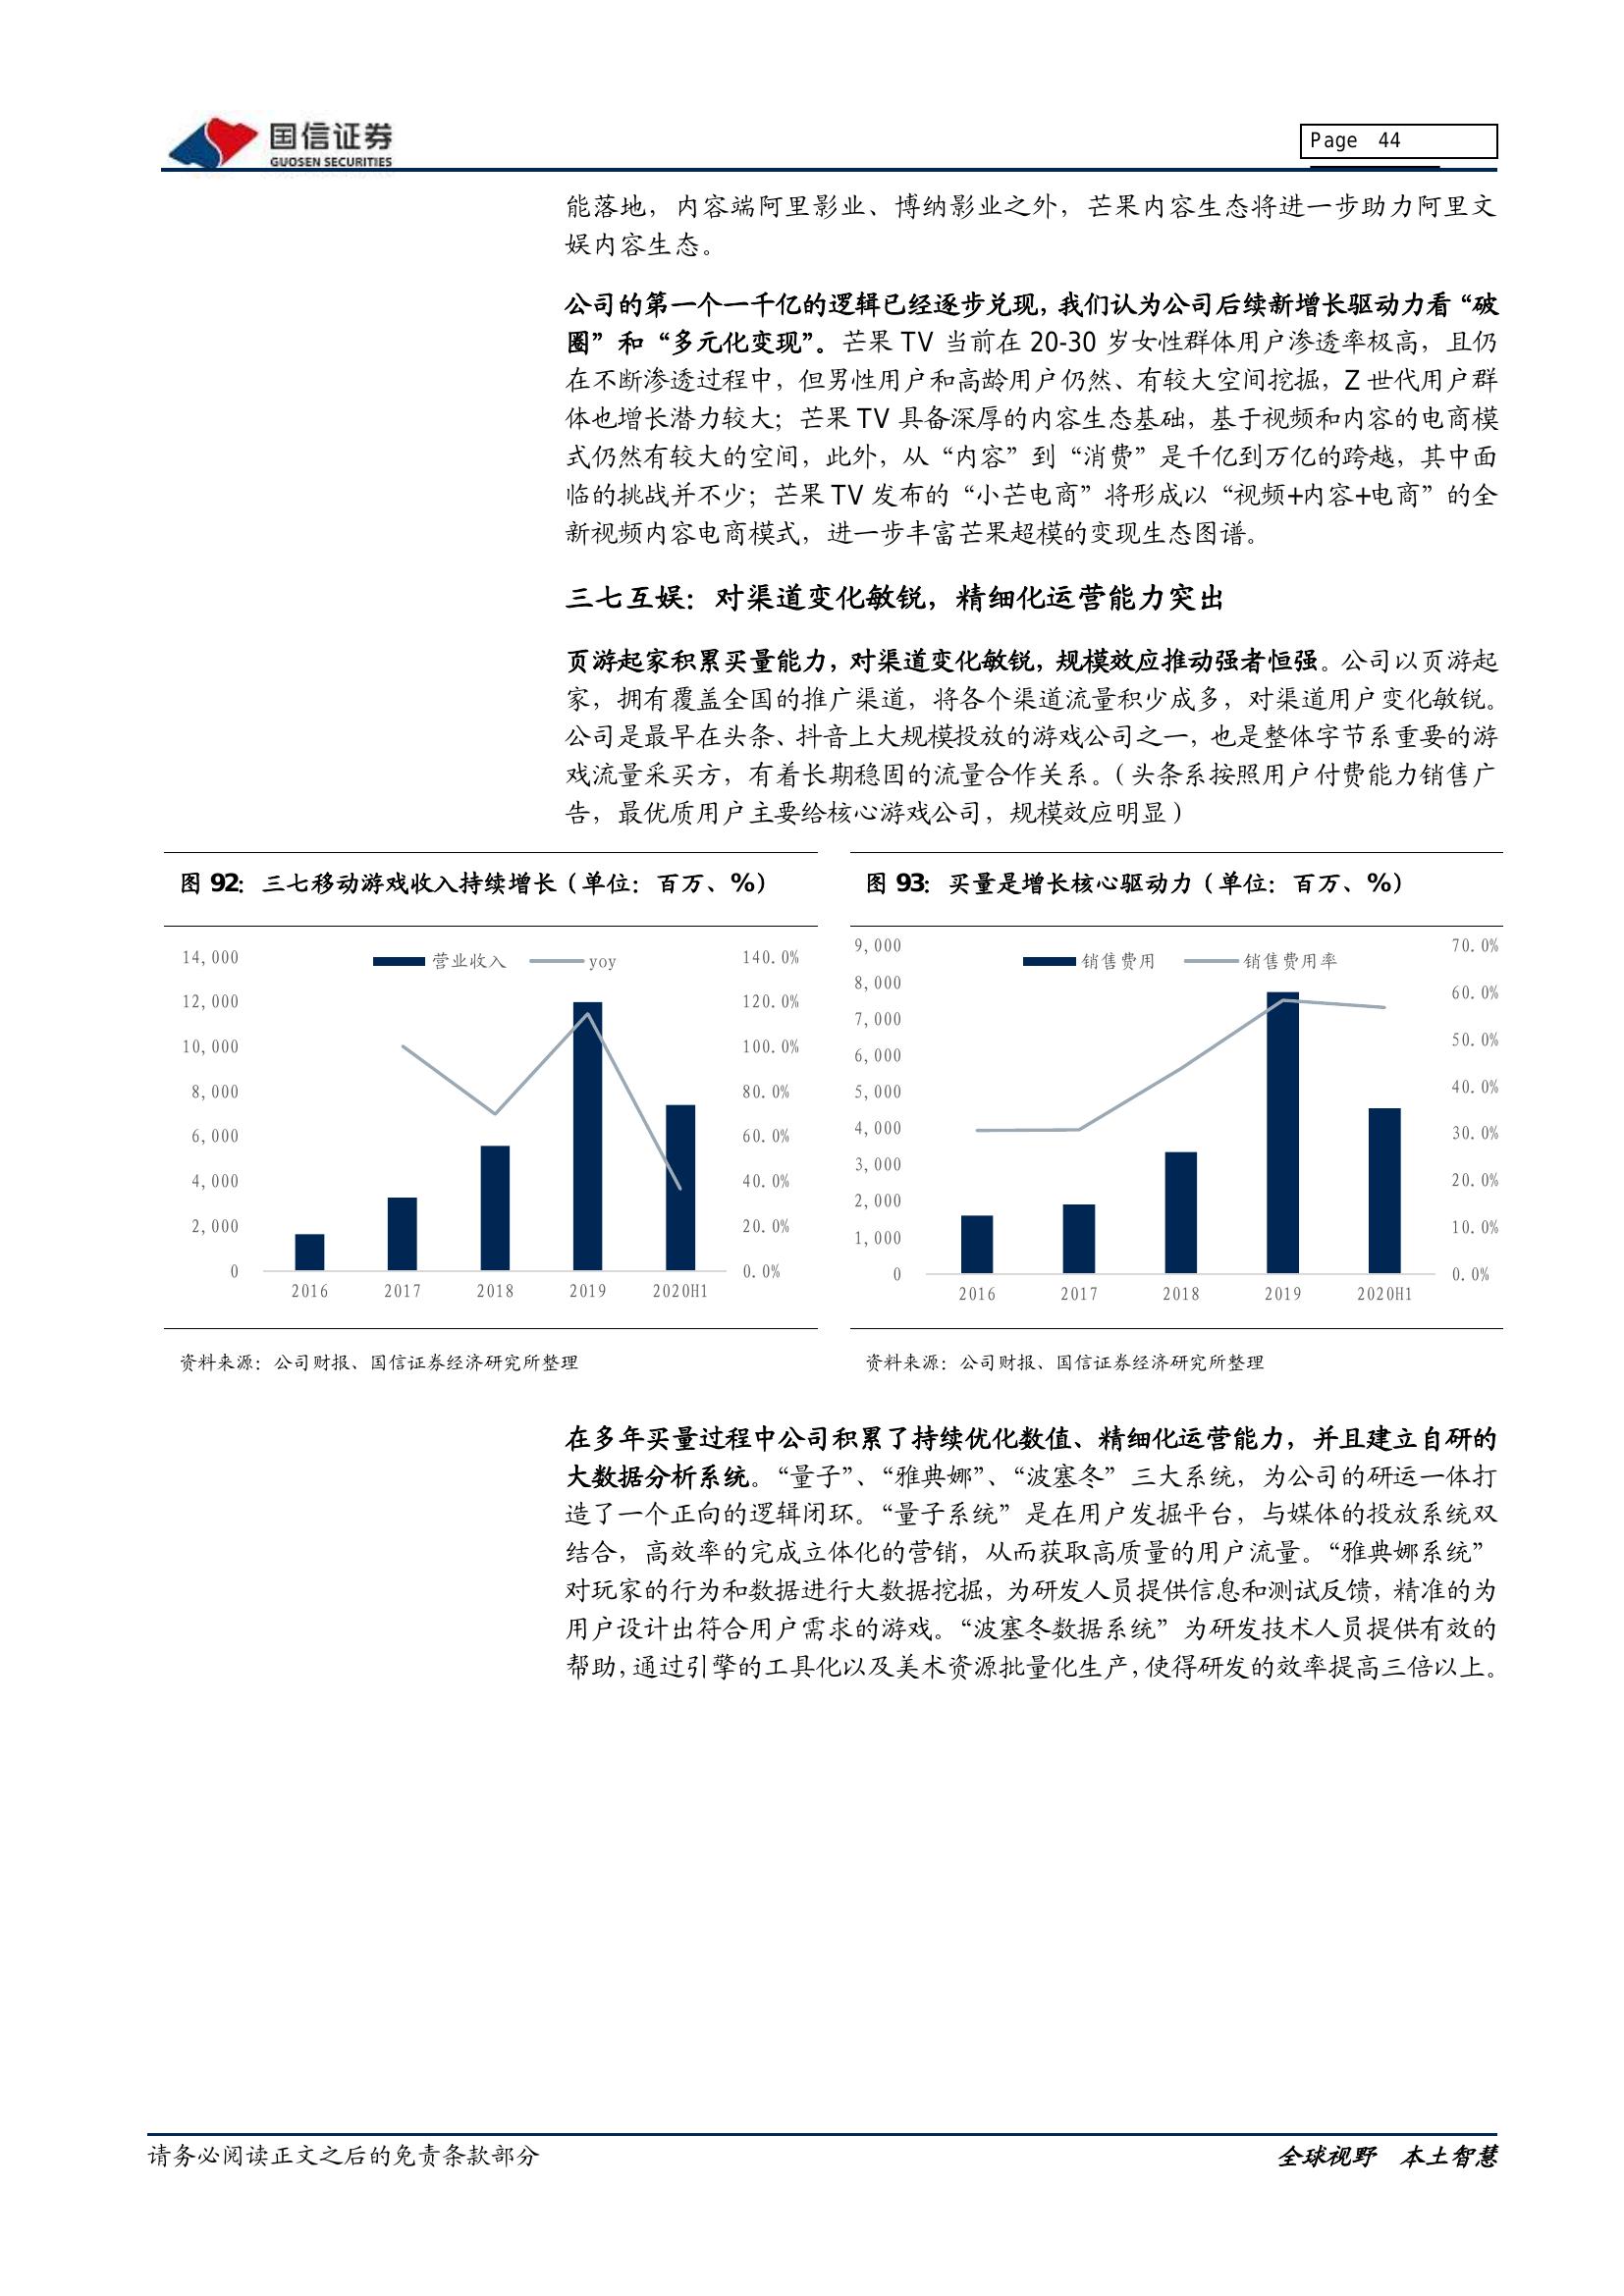 国信证券
GUOSEN SECURITIES
Page 44
能落地，内容端阿里影业、博纳影业之外，芒果内容生态将进一步助力阿里文
娱内容生态。
公司的第一个一千亿的逻辑已经逐步兑现，我们认为公司后续新增长驱动力看“破
圈”和“多元化变现”。芒果 TV 当前在 20-30 岁女性群体用户渗透率极高，且仍
在不断渗透过程中，但男性用户和高龄用户仍然、有较大空间挖掘，Z 世代用户群
体也增长潜力较大；芒果 TV 具备深厚的内容生态基础，基于视频和内容的电商模
式仍然有较大的空间，此外，从“内容”到“消费”是千亿到万亿的跨越，其中面
临的挑战并不少；芒果 TV 发布的“小芒电商”将形成以“视频+内容+电商”的全
新视频内容电商模式，进一步丰富芒果超模的变现生态图谱。
三七互娱：对渠道变化敏锐，精细化运营能力突出
页游起家积累买量能力，对渠道变化敏锐，规模效应推动强者恒强。公司以页游起
家，拥有覆盖全国的推广渠道，将各个渠道流量积少成多，对渠道用户变化敏锐。
公司是最早在头条、抖音上大规模投放的游戏公司之一，也是整体字节系重要的游
戏流量采买方，有着长期稳固的流量合作关系。（头条系按照用户付费能力销售广
告，最优质用户主要给核心游戏公司，规模效应明显）
图 92：三七移动游戏收入持续增长（单位：百万、%）
营业收入 yoy
14,000
12,000
10,000
8,000
6,000
4,000
2,000
0
140.0%
120.0%
100.0%
80.0%
60.0%
40.0%
20.0%
0.0%
2016 2017 2018 2019 2020H1
资料来源：公司财报、国信证券经济研究所整理
图 93：买量是增长核心驱动力（单位：百万、%）
销售费用 销售费用率
9,000
8,000
7,000
6,000
5,000
4,000
3,000
2,000
1,000
0
70.0%
60.0%
50.0%
40.0%
30.0%
20.0%
10.0%
0.0%
2016 2017 2018 2019 2020H1
资料来源：公司财报、国信证券经济研究所整理
在多年买量过程中公司积累了持续优化数值、精细化运营能力，并且建立自研的
大数据分析系统。“量子”、“雅典娜”、“波塞冬” 三大系统，为公司的研运一体打
造了一个正向的逻辑闭环。“量子系统” 是在用户发掘平台，与媒体的投放系统双
结合，高效率的完成立体化的营销，从而获取高质量的用户流量。“雅典娜系统”
对玩家的行为和数据进行大数据挖掘，为研发人员提供信息和测试反馈，精准的为
用户设计出符合用户需求的游戏。“波塞冬数据系统” 为研发技术人员提供有效的
帮助，通过引擎的工具化以及美术资源批量化生产，使得研发的效率提高三倍以上。
请务必阅读正文之后的免责条款部分
全球视野 本土智慧